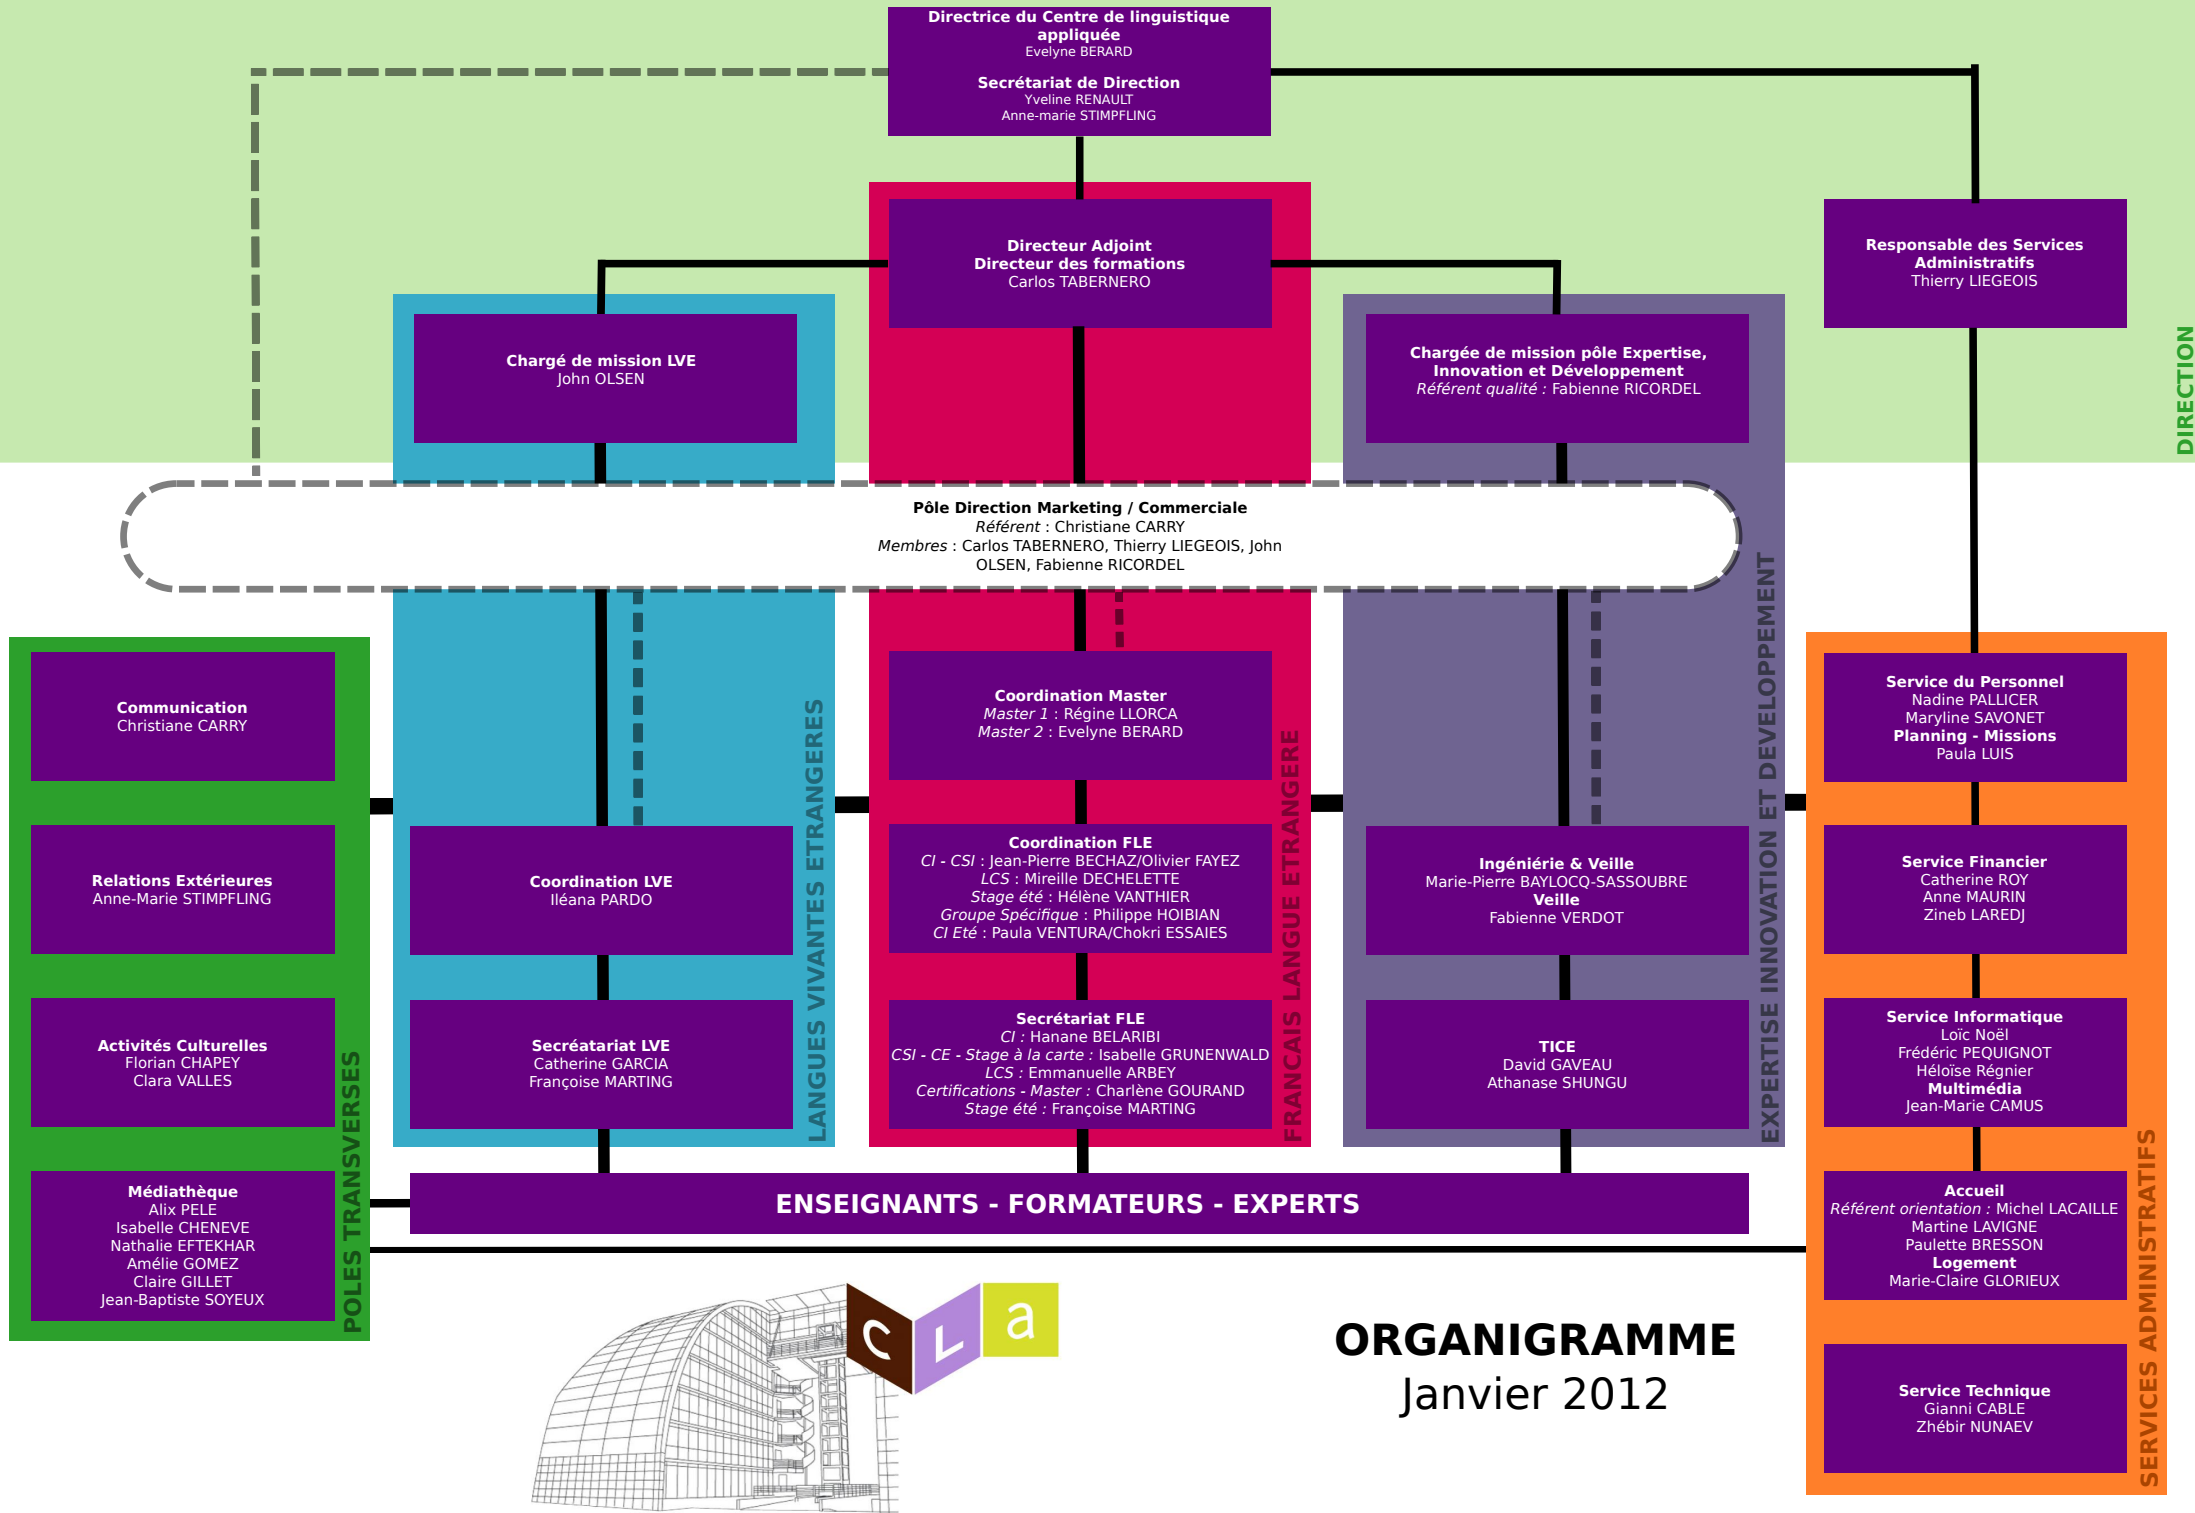 Directrice du Centre de linguistique
appliquée
Evelyne BERARD
Secrétariat de Direction
Yveline RENAULT
Anne-marie STIMPFLING
Directeur Adjoint
Directeur des formations
Carlos TABERNERO
Responsable des Services
Administratifs
Thierry LIEGEOIS
Chargé de mission LVE
John OLSEN
Chargée de mission pôle Expertise,
Innovation et Développement
Référent qualité : Fabienne RICORDEL
DIRECTION
Pôle Direction Marketing / Commerciale
Référent : Christiane CARRY
Membres : Carlos TABERNERO, Thierry LIEGEOIS, John
OLSEN, Fabienne RICORDEL
Communication
Christiane CARRY
Relations Extérieures
Anne-Marie STIMPFLING
Activités Culturelles
Florian CHAPEY
Clara VALLES
Médiathèque
Alix PELE
Isabelle CHENEVE
Nathalie EFTEKHAR
Amélie GOMEZ
Claire GILLET
Jean-Baptiste SOYEUX
POLES TRANSVERSES
Coordination LVE
Iléana PARDO
Secréatariat LVE
Catherine GARCIA
Françoise MARTING
LANGUES VIVANTES ETRANGERES
Coordination Master
Master 1 : Régine LLORCA
Master 2 : Evelyne BERARD
Coordination FLE
CI - CSI : Jean-Pierre BECHAZ/Olivier FAYEZ
LCS : Mireille DECHELETTE
Stage été : Hélène VANTHIER
Groupe Spécifique : Philippe HOIBIAN
CI Eté : Paula VENTURA/Chokri ESSAIES
Secrétariat FLE
CI : Hanane BELARIBI
CSI - CE - Stage à la carte : Isabelle GRUNENWALD
LCS : Emmanuelle ARBEY
Certifications - Master : Charlène GOURAND
Stage été : Françoise MARTING
FRANCAIS LANGUE ETRANGERE
Ingéniérie & Veille
Marie-Pierre BAYLOCQ-SASSOUBRE
Veille
Fabienne VERDOT
TICE
David GAVEAU
Athanase SHUNGU
EXPERTISE INNOVATION ET DEVELOPPEMENT
Service du Personnel
Nadine PALLICER
Maryline SAVONET
Planning - Missions
Paula LUIS
Service Financier
Catherine ROY
Anne MAURIN
Zineb LAREDJ
Service Informatique
Loïc Noël
Frédéric PEQUIGNOT
Héloïse Régnier
Multimédia
Jean-Marie CAMUS
Accueil
Référent orientation : Michel LACAILLE
Martine LAVIGNE
Paulette BRESSON
Logement
Marie-Claire GLORIEUX
Service Technique
Gianni CABLE
Zhébir NUNAEV
SERVICES ADMINISTRATIFS
ENSEIGNANTS - FORMATEURS - EXPERTS
CLa
ORGANIGRAMME
Janvier 2012